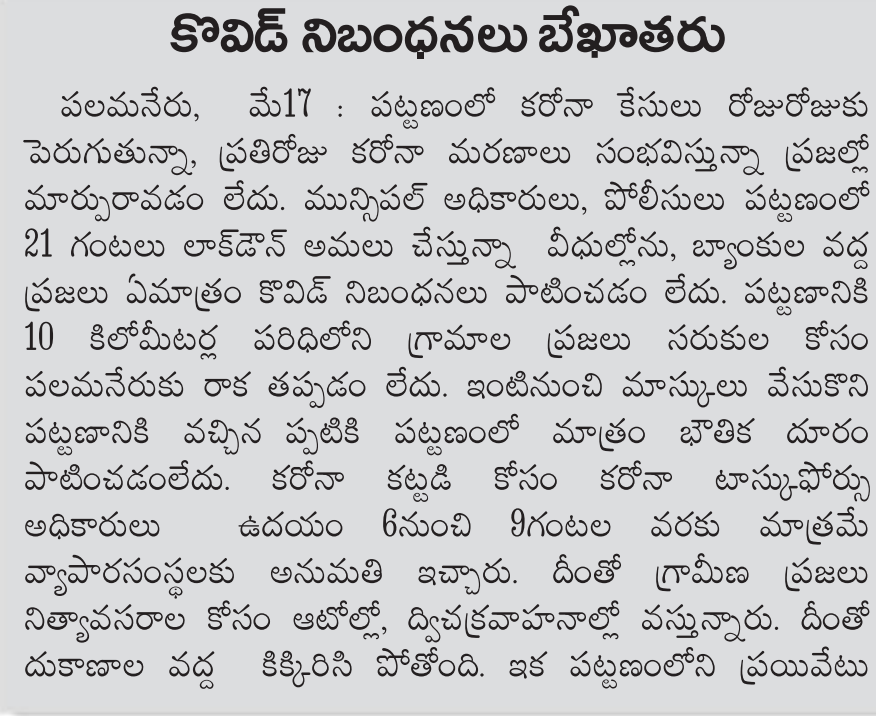 కొవిడ్ నిబంధనలు బేఖాతరు
పలమనేరు, మే17 : పట్టణంలో కరోనా కేసులు రోజురోజుకు
పెరుగుతున్నా, ప్రతిరోజు కరోనా మరణాలు సంభవిస్తున్నా ప్రజల్లో
మార్పురావడం లేదు. మున్సిపల్ అధికారులు, పోలీసులు పట్టణంలో
21 గంటలు లాక్‌డౌన్ అమలు చేస్తున్నా వీధుల్లోను, బ్యాంకుల వద్ద
ప్రజలు ఏమాత్రం కొవిడ్ నిబంధనలు పాటించడం లేదు. పట్టణానికి
10 కిలోమీటర్ల పరిధిలోని గ్రామాల ప్రజలు సరుకుల కోసం
పలమనేరుకు రాక తప్పడం లేదు. ఇంటినుంచి మాస్కులు వేసుకొని
పట్టణానికి వచ్చిన ప్పటికి పట్టణంలో మాత్రం భౌతిక దూరం
పాటించడంలేదు. కరోనా కట్టడి కోసం కరోనా టాస్కుఫోర్సు
అధికారులు ఉదయం 6నుంచి 9గంటల వరకు మాత్రమే
వ్యాపారసంస్థలకు అనుమతి ఇచ్చారు. దీంతో గ్రామీణ ప్రజలు
నిత్యావసరాల కోసం ఆటోల్లో, ద్విచక్రవాహనాల్లో వస్తున్నారు. దీంతో
దుకాణాల వద్ద కిక్కిరిసి పోతోంది. ఇక పట్టణంలోని ప్రయివేటు